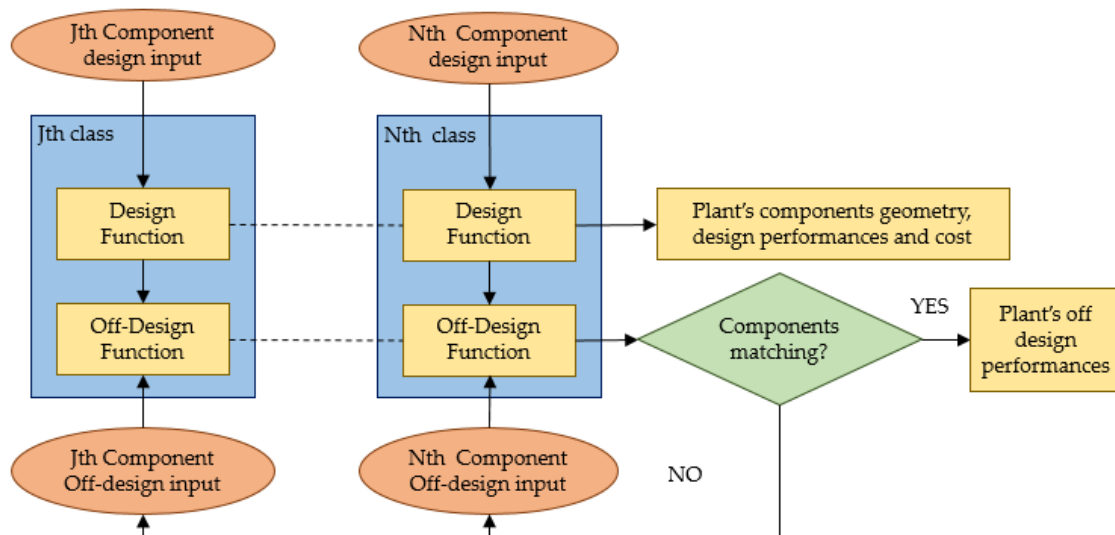 Jth Component
design input
Nth Component
design input
Jth class
Nth class
Design
Function
Design
Function
Plant's components geometry,
design performances and cost
Off-Design
Function
Off-Design
Function
Components
matching?
YES
Plant's off
design
performances
Jth Component
Off-design input
Nth Component
Off-design input
NO